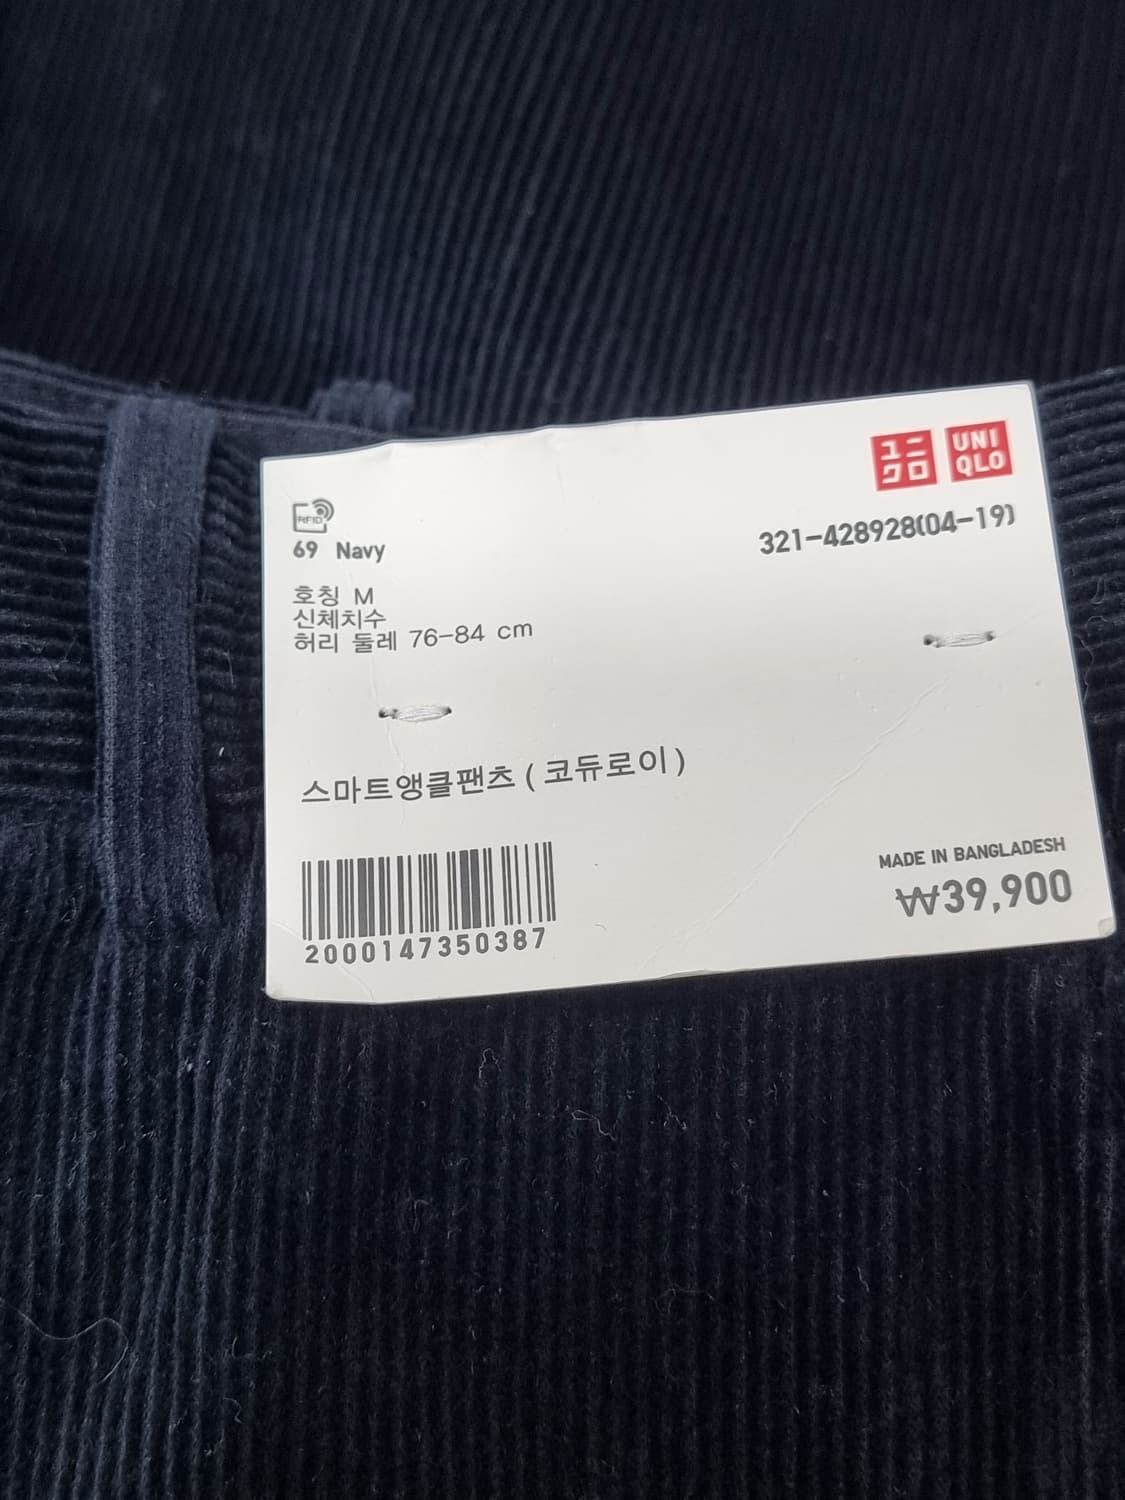 ユニ
クロ
UNI
QLO
RFID
69 Navy
321-428928(04-19)
호칭 M
신체치수
허리 둘레 76-84 cm
스마트앵클팬츠 ( 코듀로이 )
2000147350387
MADE IN BANGLADESH
₩39,900